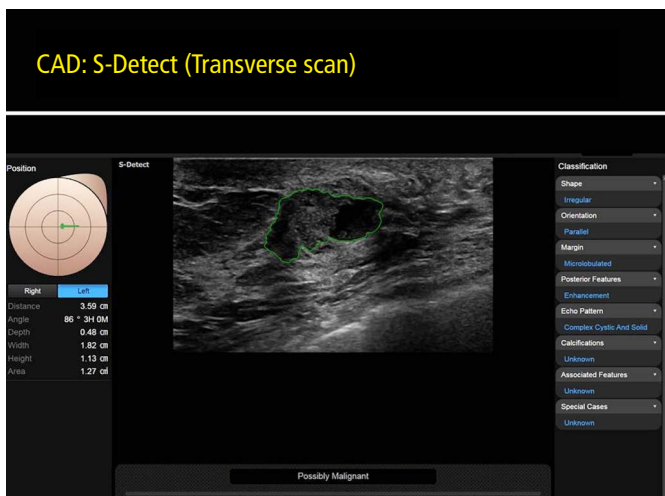 CAD: S-Detect (Transverse scan)
Position
S-Detect
Classification
Shape
Irregular
Orientation
Parallel
Margin
Microlobulated
Posterior Features
Enhancement
Echo Pattern
Complex Cystic And Solid
Calcifications
Unknown
Associated Features
Unknown
Special Cases
Unknown
Right Left
Distance 3.59 cm
Angle 86 ° 3H 0M
Depth 0.48 cm
Width 1.82 cm
Height 1.13 cm
Area 1.27 cm²
Possibly Malignant